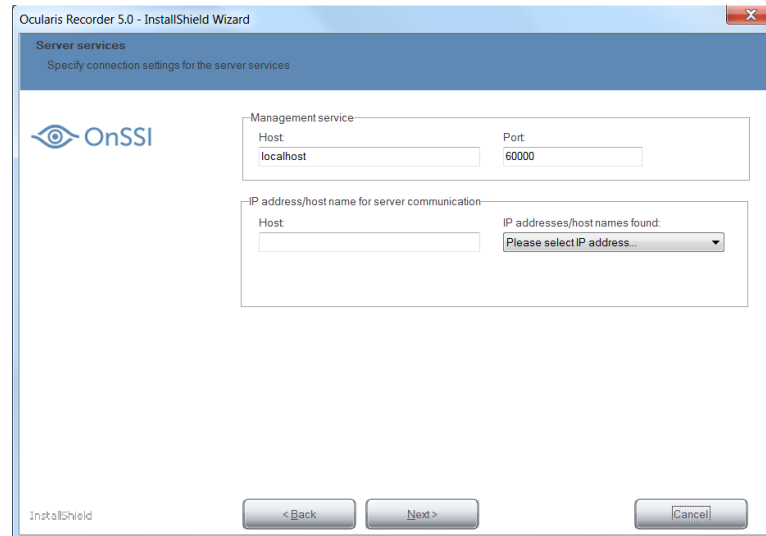 Ocularis Recorder 5.0 - InstallShield Wizard
Server services
Specify connection settings for the server services
OnSSI
Management service
Host: Port:
localhost 60000
IP address/host name for server communication
Host: IP addresses/host names found:
Please select IP address...
InstallShield
< Back Next > Cancel